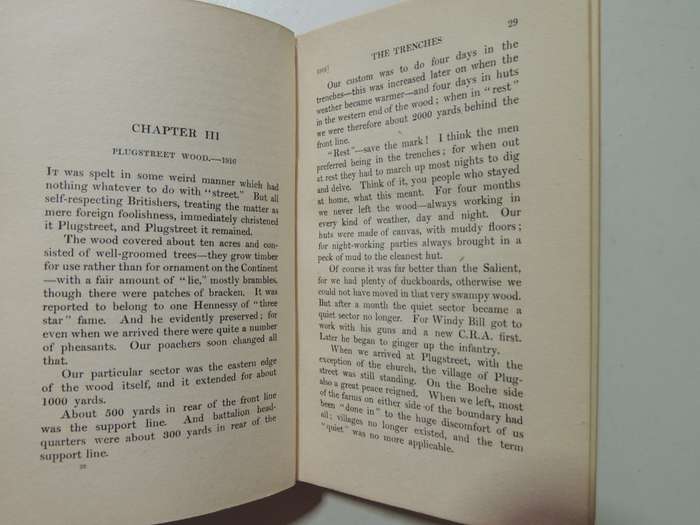 CHAPTER III
PLUGSTREET WOOD.—1916
IT was spelt in some weird manner which had
nothing whatever to do with "street." But all
self-respecting Britishers, treating the matter as
mere foreign foolishness, immediately christened
it Plugstreet, and Plugstreet it remained.
The wood covered about ten acres and con-
sisted of well-groomed trees—they grow timber
for use rather than for ornament on the Continent
—with a fair amount of "lie," mostly brambles,
though there were patches of bracken. It was
reported to belong to one Hennessy of "three
star" fame. And he evidently preserved; for
even when we arrived there were quite a number
of pheasants. Our poachers soon changed all
that.
Our particular sector was the eastern edge
of the wood itself, and it extended for about
1000 yards.
About 500 yards in rear of the front line
was the support line. And battalion head-
quarters were about 300 yards in rear of the
support line.
28
29
THE TRENCHES
Our custom was to do four days in the
trenches—this was increased later on when the
weather became warmer—and four days in huts
in the western end of the wood; when in "rest"
we were therefore about 2000 yards behind the
front line.
"Rest"—save the mark! I think the men
preferred being in the trenches; for when out
at rest they had to march up most nights to dig
and delve. Think of it, you people who stayed
at home, what this meant. For four months
we never left the wood—always working in
every kind of weather, day and night. Our
huts were made of canvas, with muddy floors;
for night-working parties always brought in a
peck of mud to the cleanest hut.
Of course it was far better than the Salient,
for we had plenty of duckboards, otherwise we
could not have moved in that very swampy wood.
But after a month the quiet sector became a
quiet sector no longer. For Windy Bill got to
work with his guns and a new C.R.A. first.
Later he began to ginger up the infantry.
When we arrived at Plugstreet, with the
exception of the church, the village of Plug-
street was still standing. On the Boche side
also a great peace reigned. When we left, most
of the farms on either side of the boundary had
been "done in" to the huge discomfort of us
all; villages no longer existed, and the term
"quiet" was no more applicable.